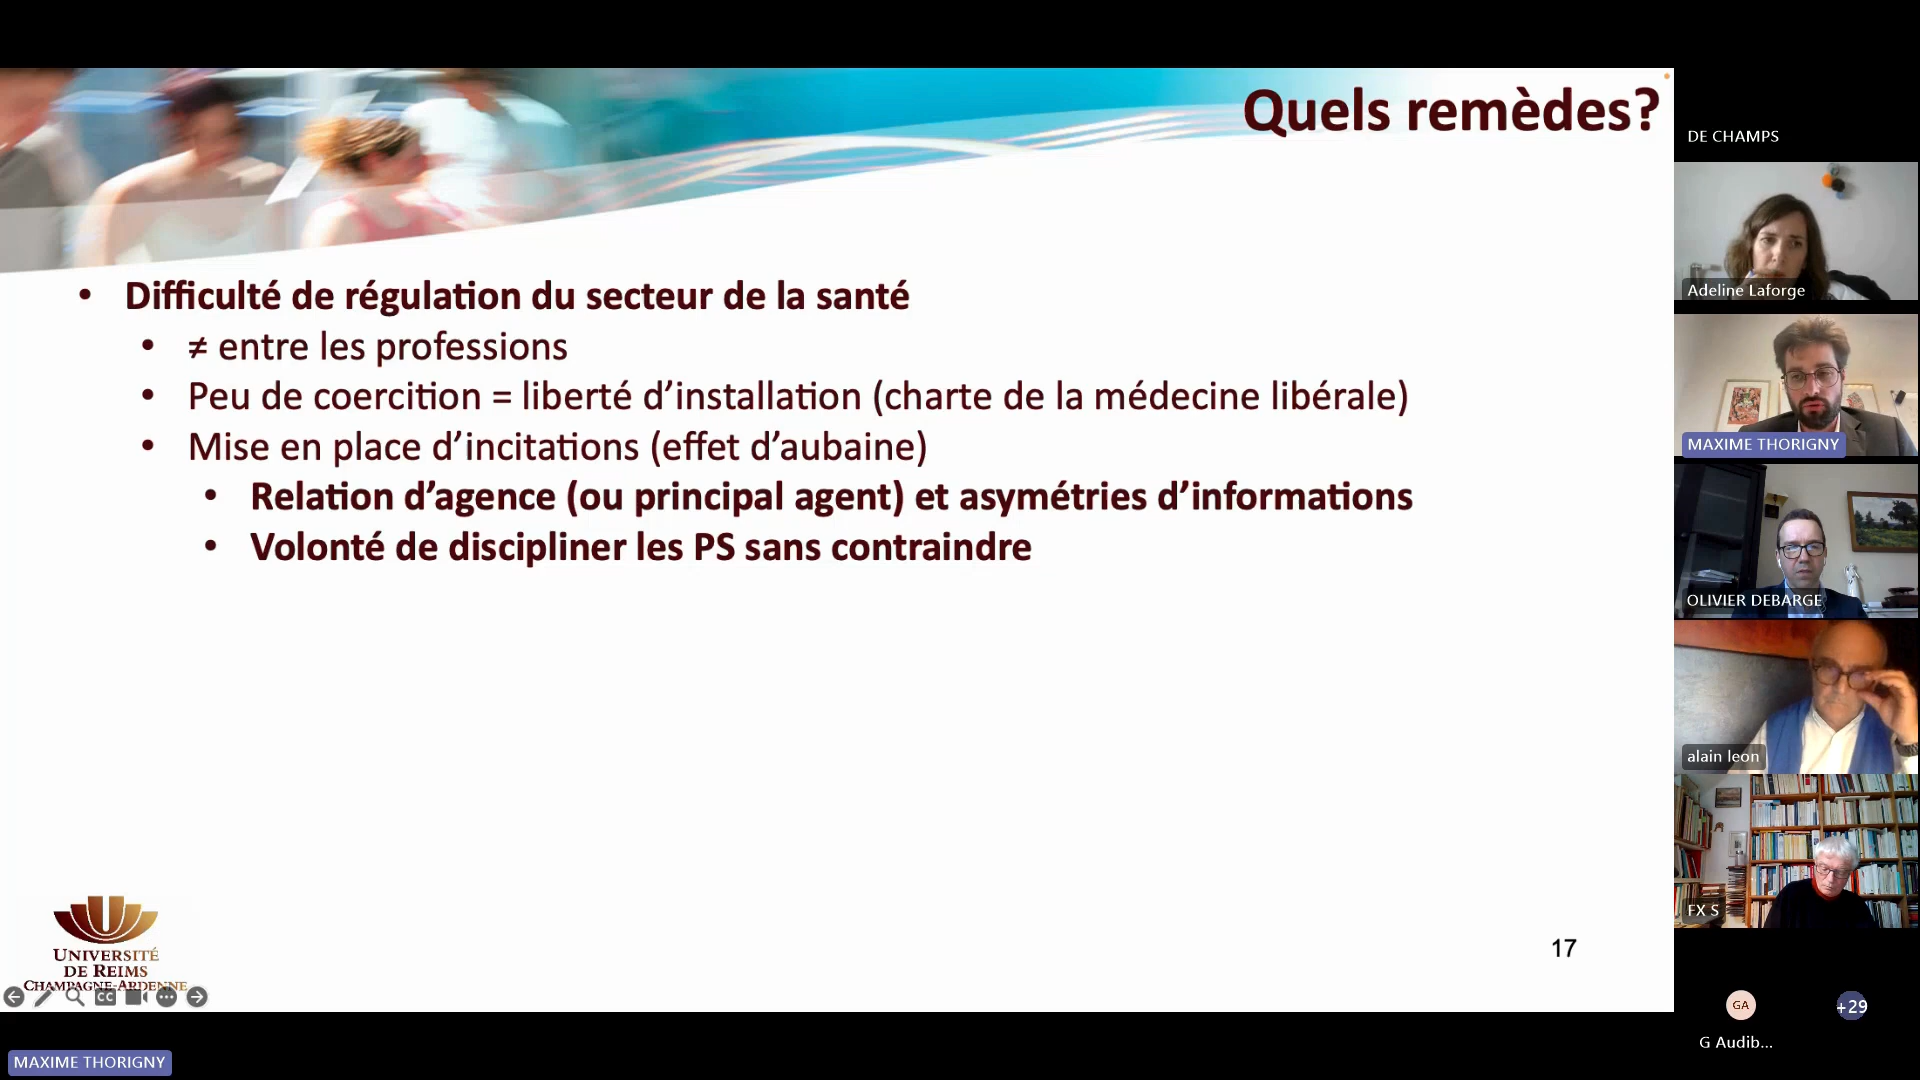 Quels remèdes?
• Difficulté de régulation du secteur de la santé
• ≠ entre les professions
• Peu de coercition = liberté d’installation (charte de la médecine libérale)
• Mise en place d’incitations (effet d’aubaine)
• Relation d’agence (ou principal agent) et asymétries d’informations
• Volonté de discipliner les PS sans contraindre
UNIVERSITÉ
DE REIMS
CHAMPAGNE-ARDENNE
17
CC
MAXIME THORIGNY
DE CHAMPS
Adeline Laforge
MAXIME THORIGNY
OLIVIER DEBARGE
alain leon
FX S
GA
+29
G Audib...